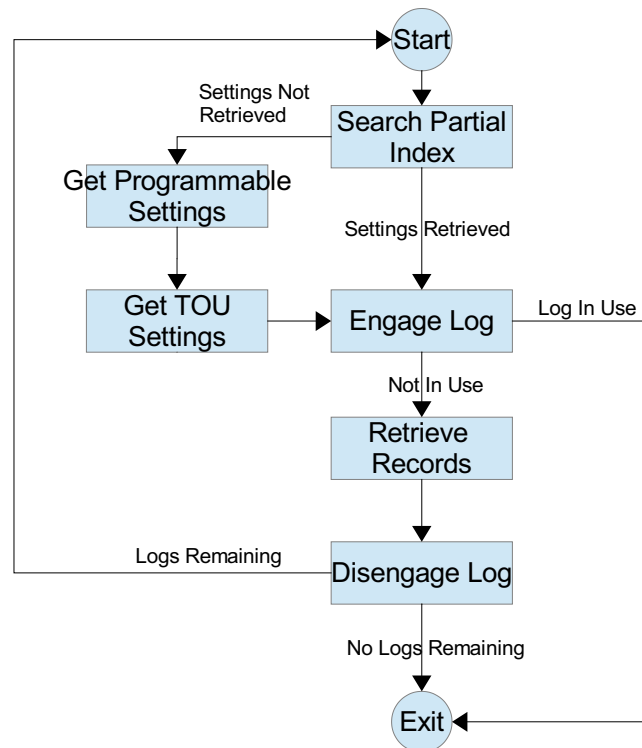 Start
Settings Not
Retrieved
Search Partial
Index
Get Programmable
Settings
Settings Retrieved
Get TOU
Settings
Engage Log
Log In Use
Not In Use
Retrieve
Records
Logs Remaining
Disengage Log
No Logs Remaining
Exit